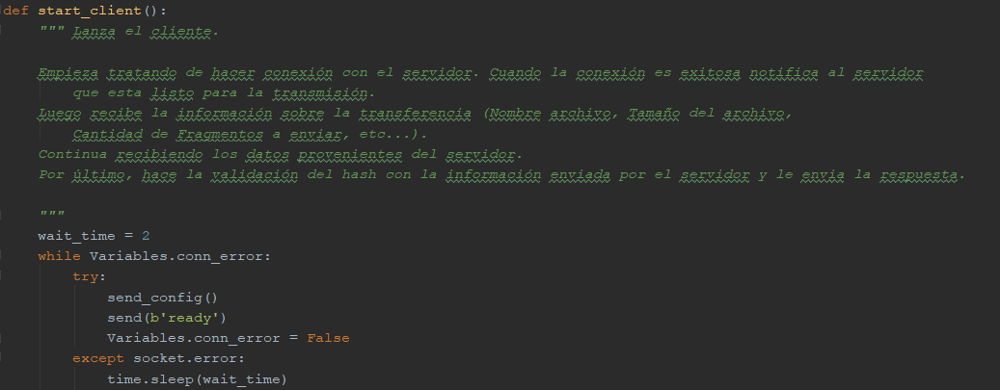 def start_client():
""" Lanza el cliente.
Empieza tratando de hacer conexión con el servidor. Cuando la conexión es exitosa notifica al servidor
que esta listo para la transmisión.
Luego recibe la información sobre la transferencia (Nombre archivo, Tamaño del archivo,
Cantidad de Fragmentos a enviar, etc...).
Continua recibiendo los datos provenientes del servidor.
Por último, hace la validación del hash con la información enviada por el servidor y le envia la respuesta.
"""
wait_time = 2
while Variables.conn_error:
try:
send_config()
send(b'ready')
Variables.conn_error = False
except socket.error:
time.sleep(wait_time)